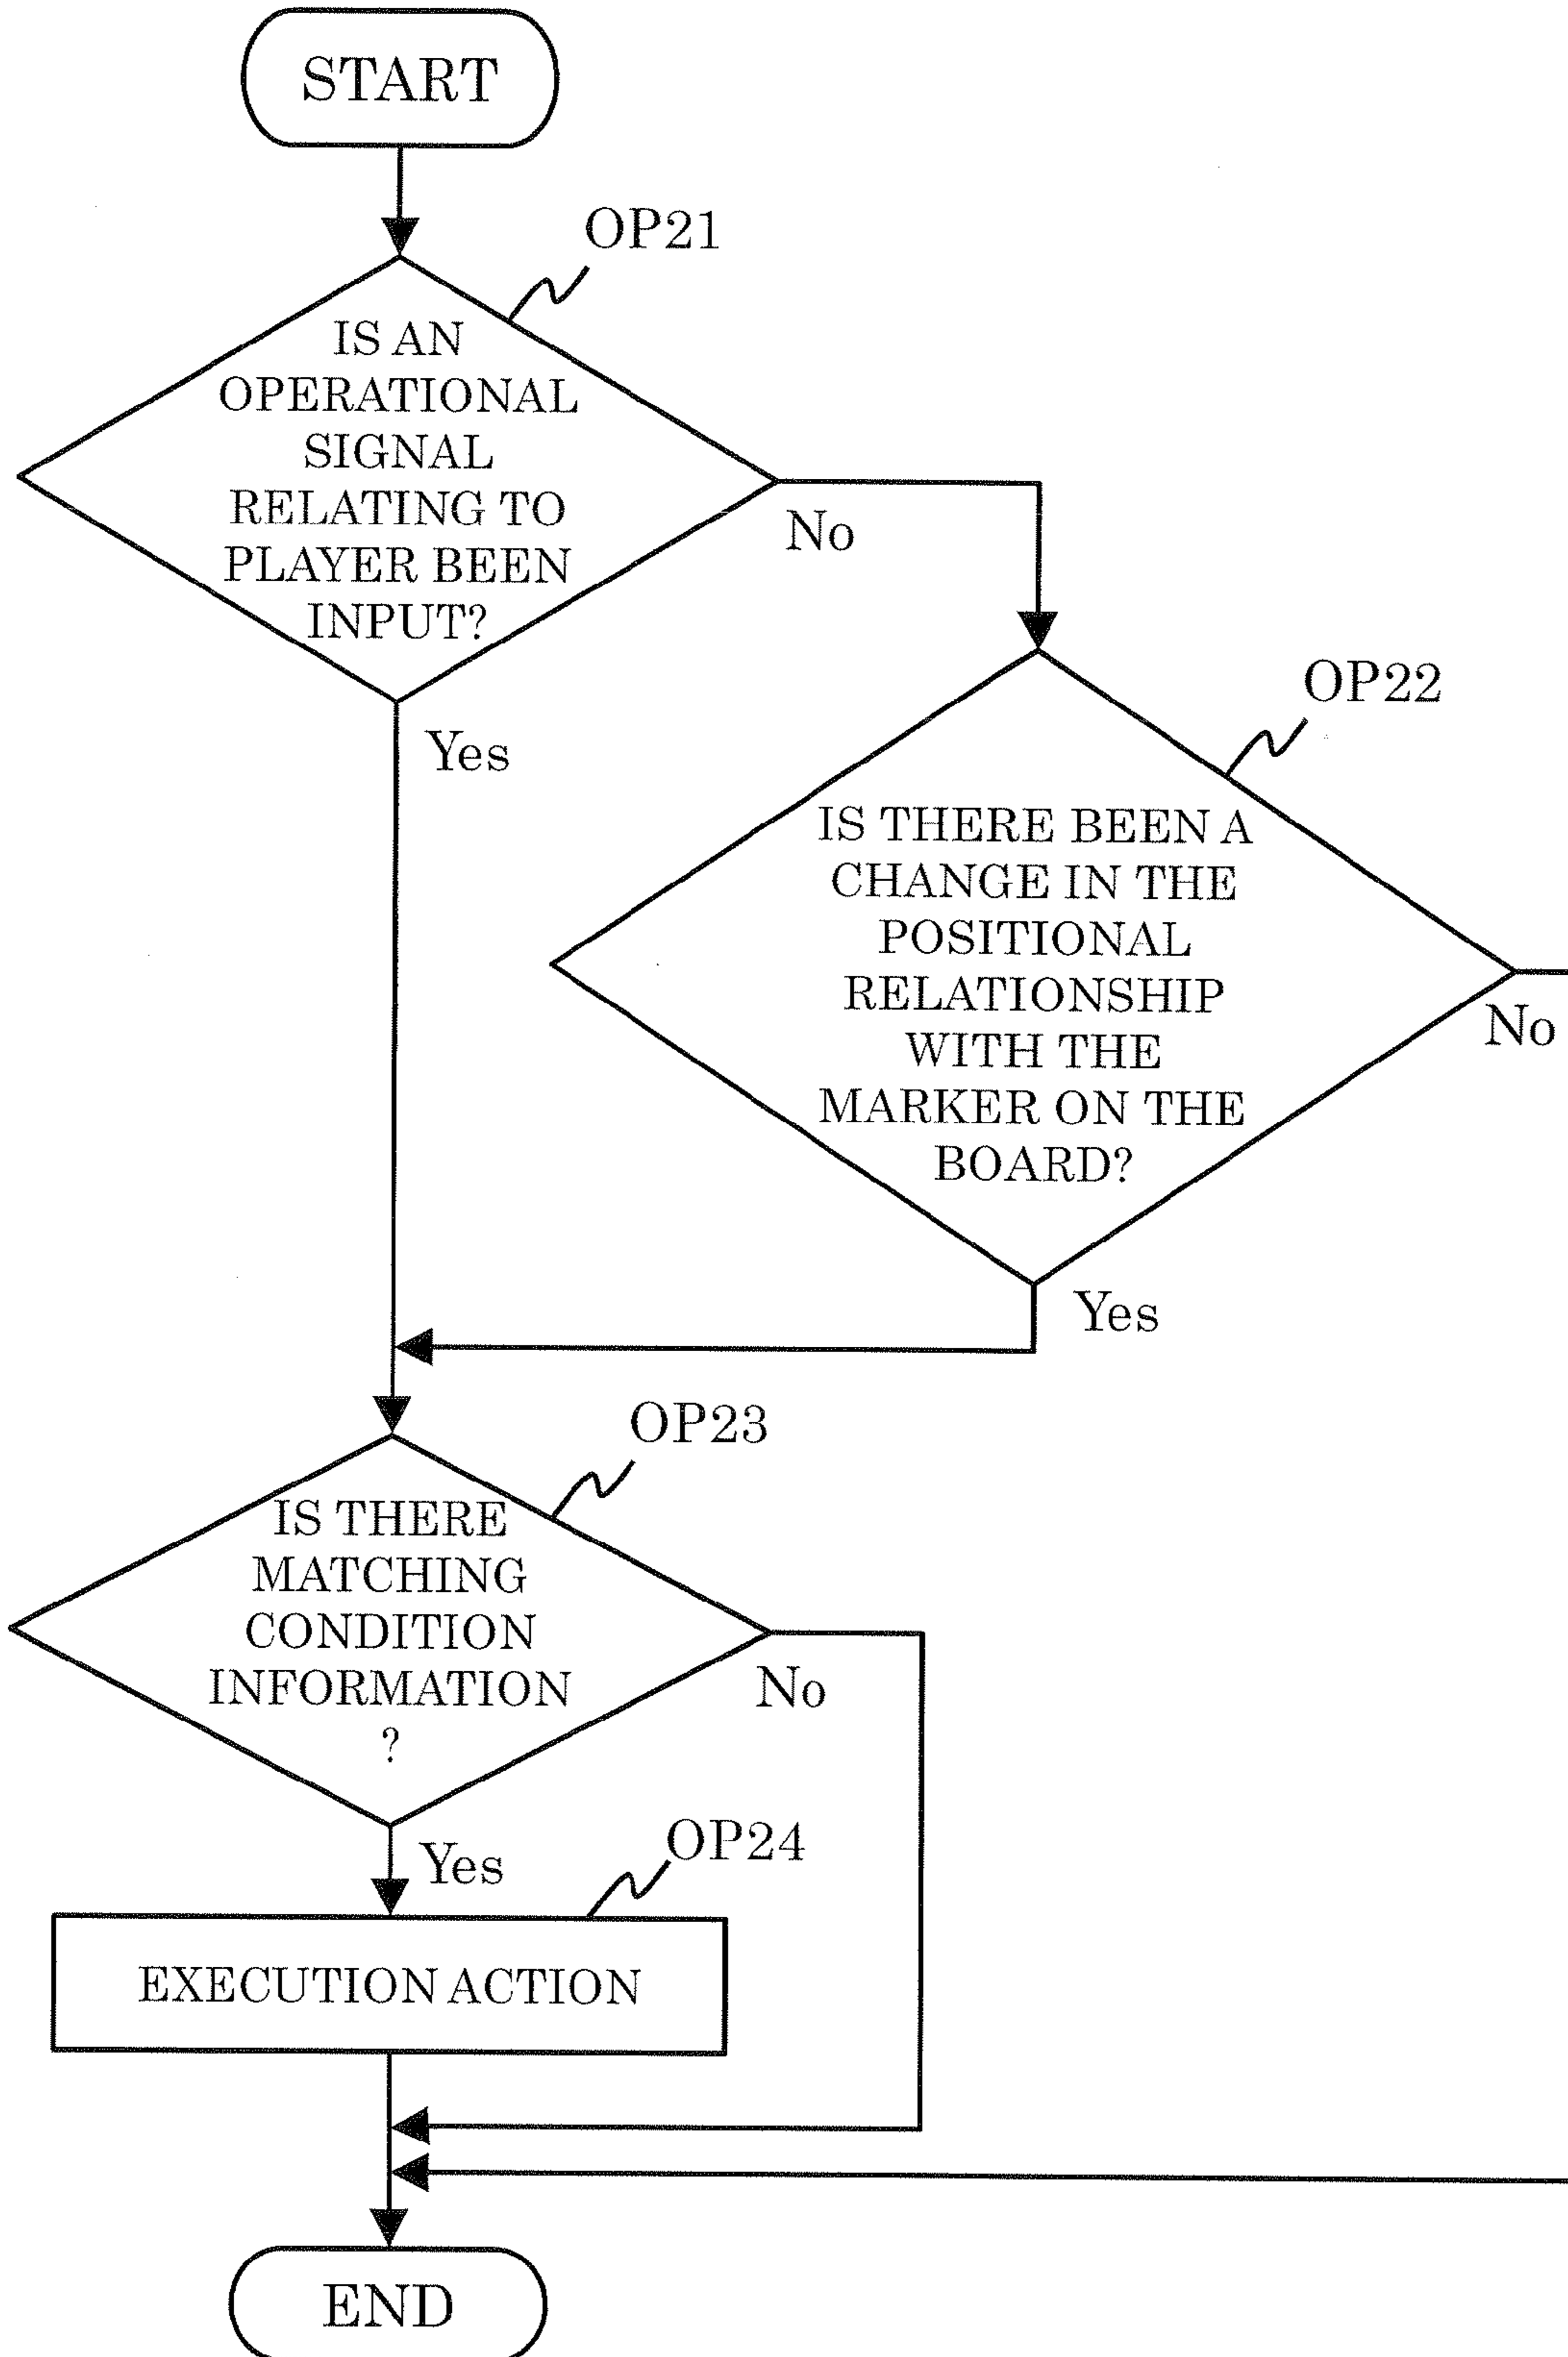 START
OP21
IS AN
OPERATIONAL
SIGNAL
RELATING TO
PLAYER BEEN
INPUT?
No
Yes
OP22
IS THERE BEEN A
CHANGE IN THE
POSITIONAL
RELATIONSHIP
WITH THE
MARKER ON THE
BOARD?
No
Yes
OP23
IS THERE
MATCHING
CONDITION
INFORMATION
?
No
Yes
OP24
EXECUTION ACTION
END